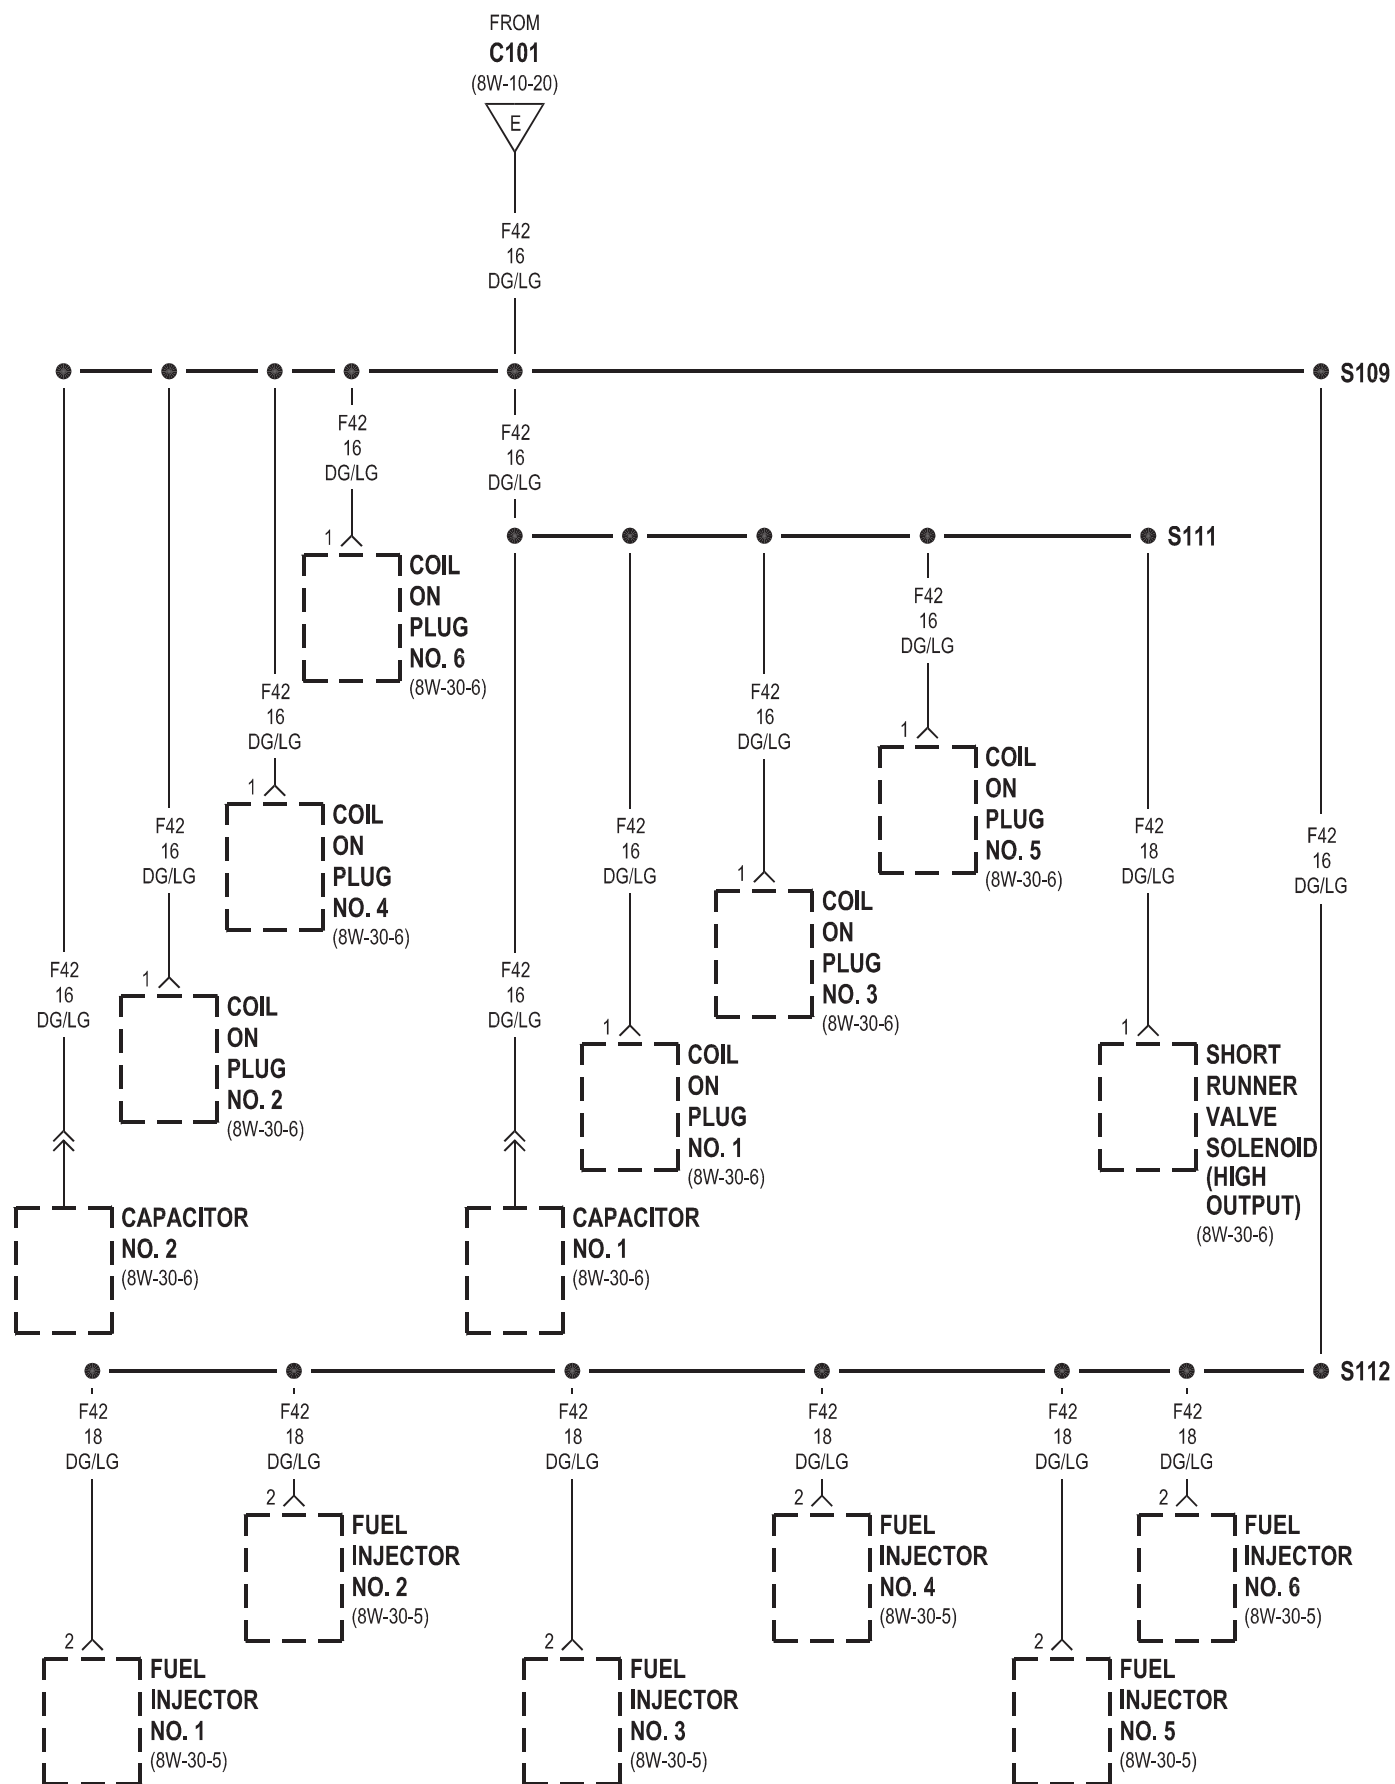 FROM
C101
(8W-10-20)
E
F42
16
DG/LG
S109
F42
16
DG/LG
1
COIL
ON
PLUG
NO. 6
(8W-30-6)
F42
16
DG/LG
S111
F42
16
DG/LG
1
COIL
ON
PLUG
NO. 4
(8W-30-6)
F42
16
DG/LG
1
COIL
ON
PLUG
NO. 2
(8W-30-6)
F42
16
DG/LG
CAPACITOR
NO. 2
(8W-30-6)
F42
16
DG/LG
CAPACITOR
NO. 1
(8W-30-6)
F42
16
DG/LG
1
COIL
ON
PLUG
NO. 1
(8W-30-6)
F42
16
DG/LG
1
COIL
ON
PLUG
NO. 3
(8W-30-6)
F42
16
DG/LG
1
COIL
ON
PLUG
NO. 5
(8W-30-6)
F42
18
DG/LG
1
SHORT
RUNNER
VALVE
SOLENOID
(HIGH
OUTPUT)
(8W-30-6)
F42
16
DG/LG
S112
F42
18
DG/LG
2
FUEL
INJECTOR
NO. 1
(8W-30-5)
F42
18
DG/LG
2
FUEL
INJECTOR
NO. 2
(8W-30-5)
F42
18
DG/LG
2
FUEL
INJECTOR
NO. 3
(8W-30-5)
F42
18
DG/LG
2
FUEL
INJECTOR
NO. 4
(8W-30-5)
F42
18
DG/LG
2
FUEL
INJECTOR
NO. 5
(8W-30-5)
F42
18
DG/LG
2
FUEL
INJECTOR
NO. 6
(8W-30-5)